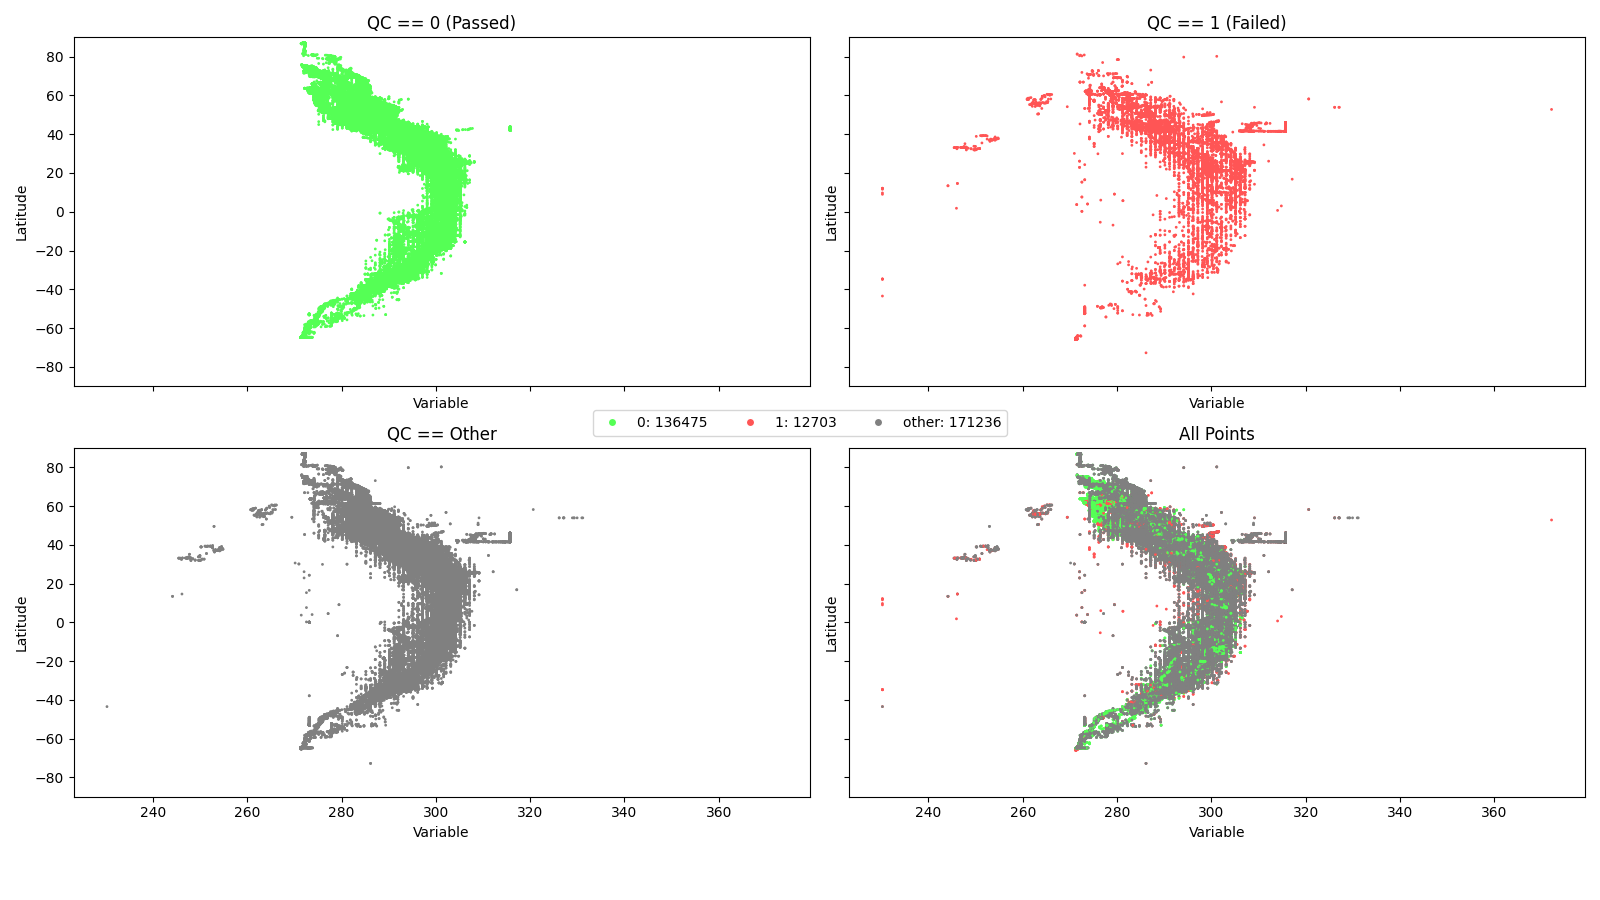 QC == 0 (Passed)
QC == 1 (Failed)
80
60
40
20
0
−20
−40
−60
−80
Latitude
Latitude
Variable
Variable
0: 136475
1: 12703
other: 171236
QC == Other
All Points
80
60
40
20
0
−20
−40
−60
−80
Latitude
Latitude
240
260
280
300
320
340
360
240
260
280
300
320
340
360
Variable
Variable